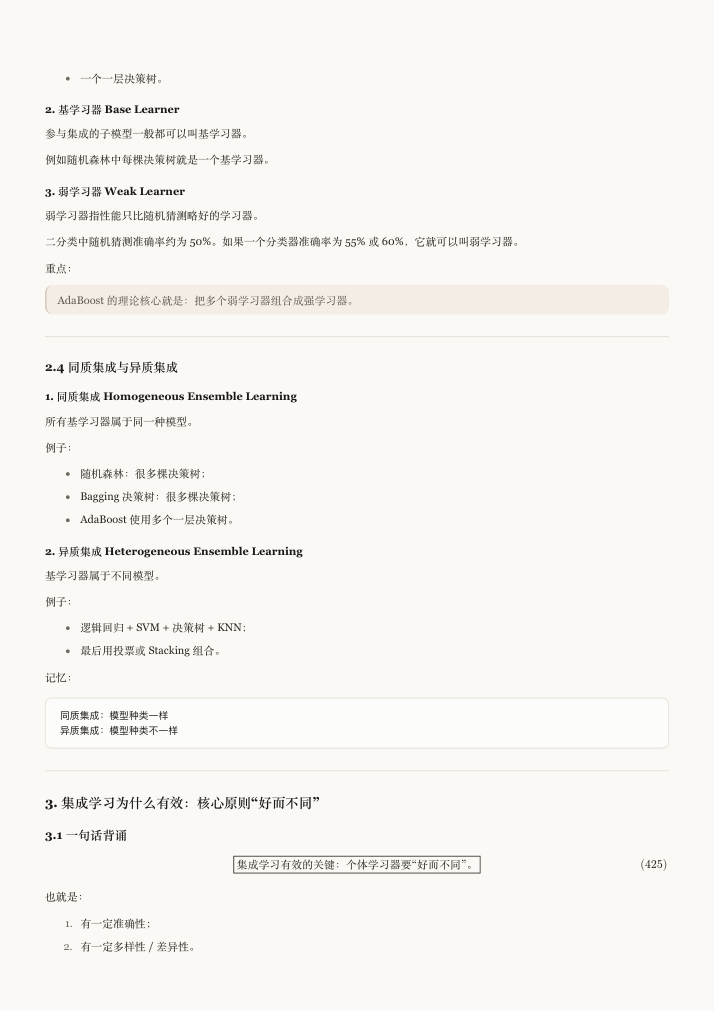 • 一个一层决策树。
2. 基学习器 Base Learner
参与集成的子模型一般都可以叫基学习器。
例如随机森林中每棵决策树就是一个基学习器。
3. 弱学习器 Weak Learner
弱学习器指性能只比随机猜测略好的学习器。
二分类中随机猜测准确率约为 50%。如果一个分类器准确率为 55% 或 60%，它就可以叫弱学习器。
重点：
AdaBoost 的理论核心就是：把多个弱学习器组合成强学习器。
2.4 同质集成与异质集成
1. 同质集成 Homogeneous Ensemble Learning
所有基学习器属于同一种模型。
例子：
• 随机森林：很多棵决策树；
• Bagging 决策树：很多棵决策树；
• AdaBoost 使用多个一层决策树。
2. 异质集成 Heterogeneous Ensemble Learning
基学习器属于不同模型。
例子：
• 逻辑回归 + SVM + 决策树 + KNN；
• 最后用投票或 Stacking 组合。
记忆：
同质集成：模型种类一样
异质集成：模型种类不一样
3. 集成学习为什么有效：核心原则“好而不同”
3.1 一句话背诵
集成学习有效的关键：个体学习器要“好而不同”。 (425)
也就是：
1. 有一定准确性；
2. 有一定多样性 / 差异性。